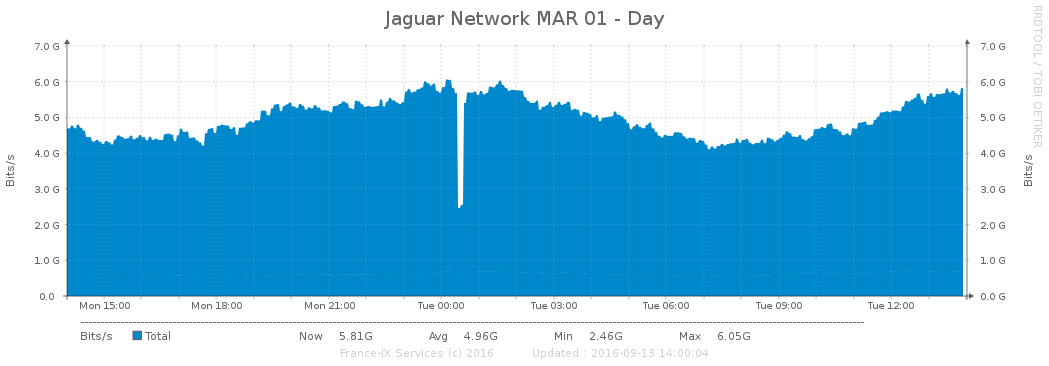 Jaguar Network MAR 01 - Day
RRDTOOL / TOBI OETIKER
Bits/s
7.0 G
6.0 G
5.0 G
4.0 G
3.0 G
2.0 G
1.0 G
0.0
7.0 G
6.0 G
5.0 G
4.0 G
3.0 G
2.0 G
1.0 G
0.0 G
Bits/s
Mon 15:00 Mon 18:00 Mon 21:00 Tue 00:00 Tue 03:00 Tue 06:00 Tue 09:00 Tue 12:00
Bits/s Total Now 5.81G Avg 4.96G Min 2.46G Max 6.05G
France-IX Services (c) 2016 Updated : 2016-09-13 14:00:04